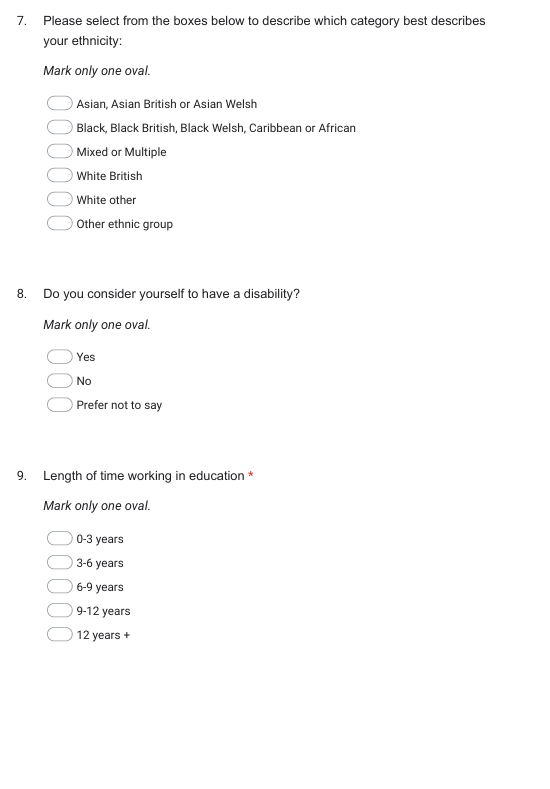 7. Please select from the boxes below to describe which category best describes
your ethnicity:
Mark only one oval.
Asian, Asian British or Asian Welsh
Black, Black British, Black Welsh, Caribbean or African
Mixed or Multiple
White British
White other
Other ethnic group
8. Do you consider yourself to have a disability?
Mark only one oval.
Yes
No
Prefer not to say
9. Length of time working in education *
Mark only one oval.
0-3 years
3-6 years
6-9 years
9-12 years
12 years +